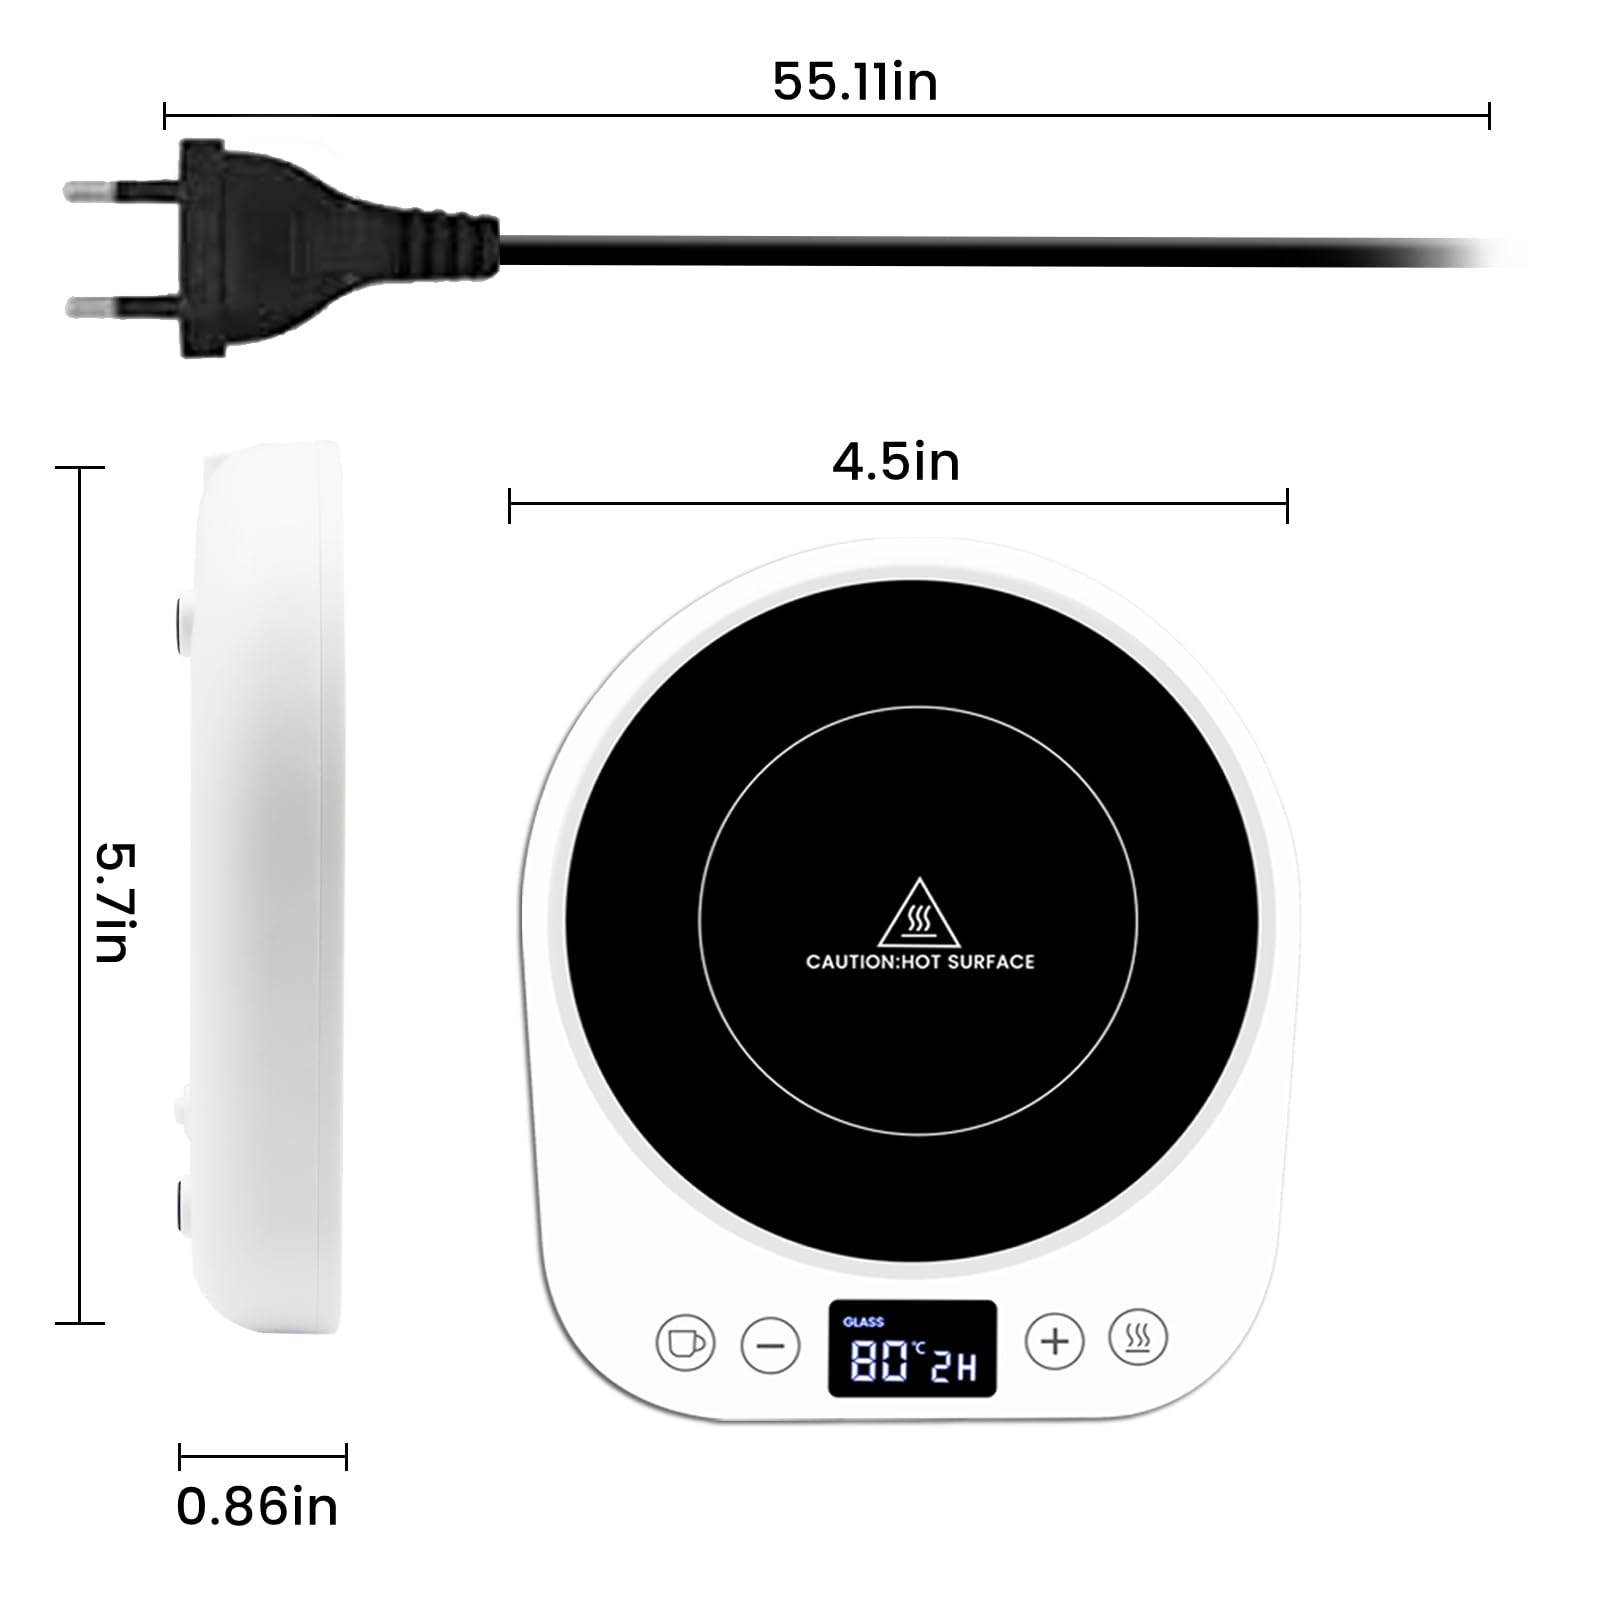 55.11in
4.5in
5.7in
CAUTION:HOT SURFACE
GLASS
80°C 2H
0.86in